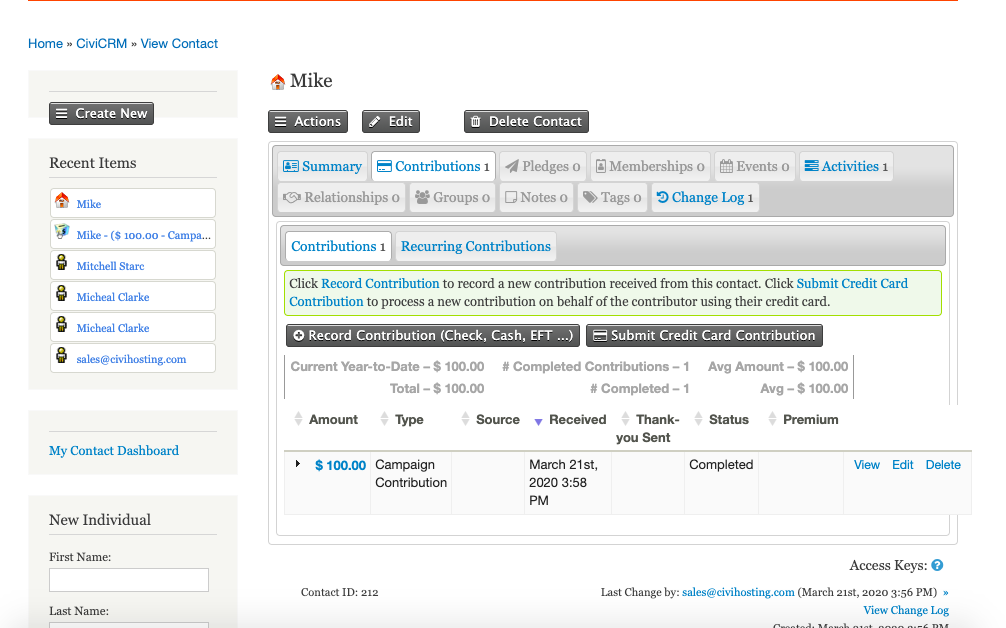 Home » CiviCRM » View Contact
Mike
Create New
Actions
Edit
Delete Contact
Recent Items
Mike
Mike - ($ 100.00 - Campa...
Mitchell Starc
Micheal Clarke
Micheal Clarke
sales@civihosting.com
My Contact Dashboard
New Individual
First Name:
Last Name:
Summary Contributions 1 Pledges 0 Memberships 0 Events 0 Activities 1
Relationships 0 Groups 0 Notes 0 Tags 0 Change Log 1
Contributions 1 Recurring Contributions
Click Record Contribution to record a new contribution received from this contact. Click Submit Credit Card
Contribution to process a new contribution on behalf of the contributor using their credit card.
Record Contribution (Check, Cash, EFT ...) Submit Credit Card Contribution
Current Year-to-Date – $ 100.00 # Completed Contributions – 1 Avg Amount – $ 100.00
Total – $ 100.00 # Completed – 1 Avg – $ 100.00
Amount Type Source Received Thank- Status Premium
you Sent
$ 100.00 Campaign March 21st, Completed View Edit Delete
Contribution 2020 3:58
PM
Access Keys: ?
Contact ID: 212 Last Change by: sales@civihosting.com (March 21st, 2020 3:56 PM) »
View Change Log
Created: March 21st, 2020 3:56 PM